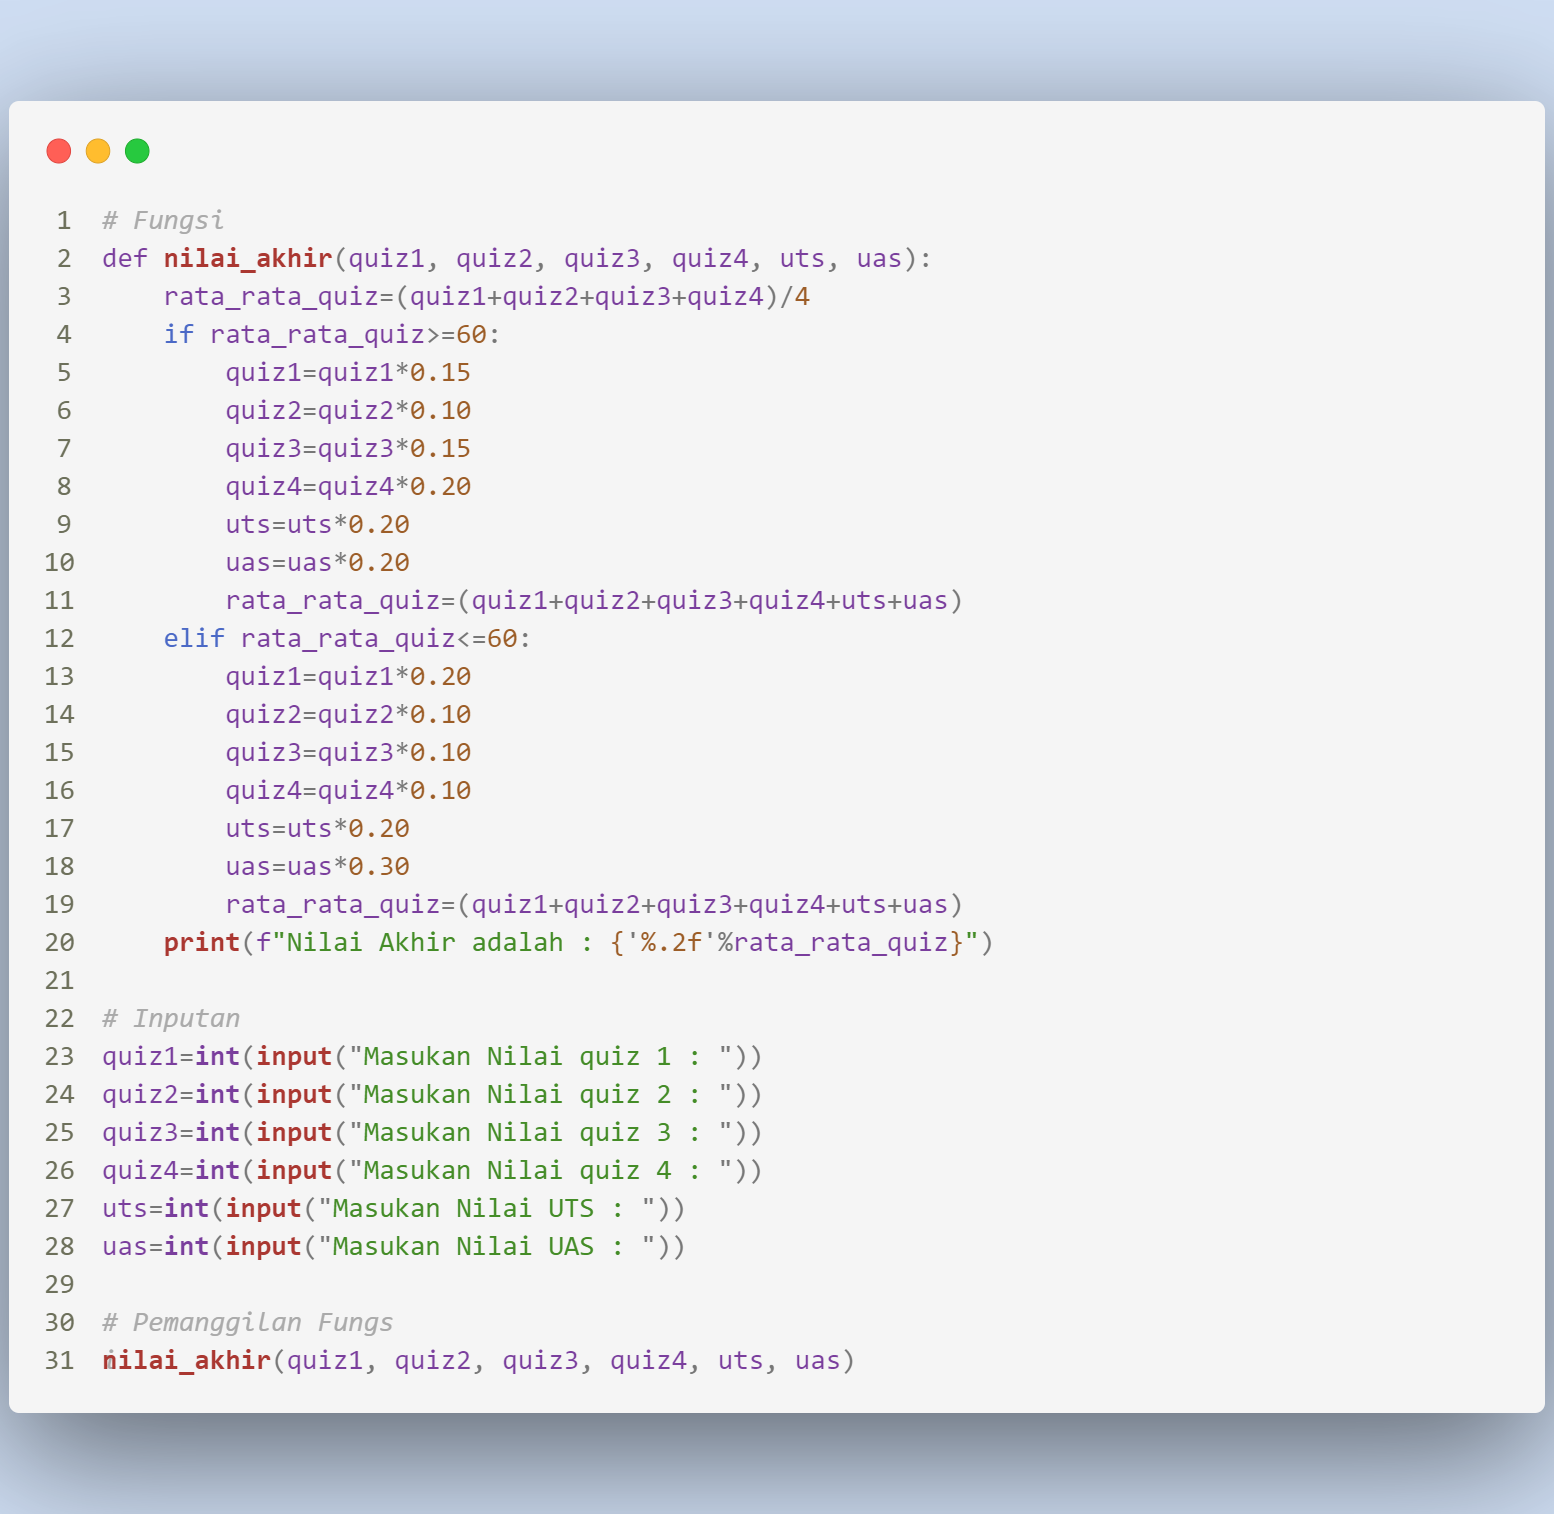 1 # Fungsi
2 def nilai_akhir(quiz1, quiz2, quiz3, quiz4, uts, uas):
3     rata_rata_quiz=(quiz1+quiz2+quiz3+quiz4)/4
4     if rata_rata_quiz>=60:
5         quiz1=quiz1*0.15
6         quiz2=quiz2*0.10
7         quiz3=quiz3*0.15
8         quiz4=quiz4*0.20
9         uts=uts*0.20
10         uas=uas*0.20
11         rata_rata_quiz=(quiz1+quiz2+quiz3+quiz4+uts+uas)
12     elif rata_rata_quiz<=60:
13         quiz1=quiz1*0.20
14         quiz2=quiz2*0.10
15         quiz3=quiz3*0.10
16         quiz4=quiz4*0.10
17         uts=uts*0.20
18         uas=uas*0.30
19         rata_rata_quiz=(quiz1+quiz2+quiz3+quiz4+uts+uas)
20     print(f"Nilai Akhir adalah : {'%.2f'%rata_rata_quiz}")
21
22 # Inputan
23 quiz1=int(input("Masukan Nilai quiz 1 : "))
24 quiz2=int(input("Masukan Nilai quiz 2 : "))
25 quiz3=int(input("Masukan Nilai quiz 3 : "))
26 quiz4=int(input("Masukan Nilai quiz 4 : "))
27 uts=int(input("Masukan Nilai UTS : "))
28 uas=int(input("Masukan Nilai UAS : "))
29
30 # Pemanggilan Fungs
31 nilai_akhir(quiz1, quiz2, quiz3, quiz4, uts, uas)